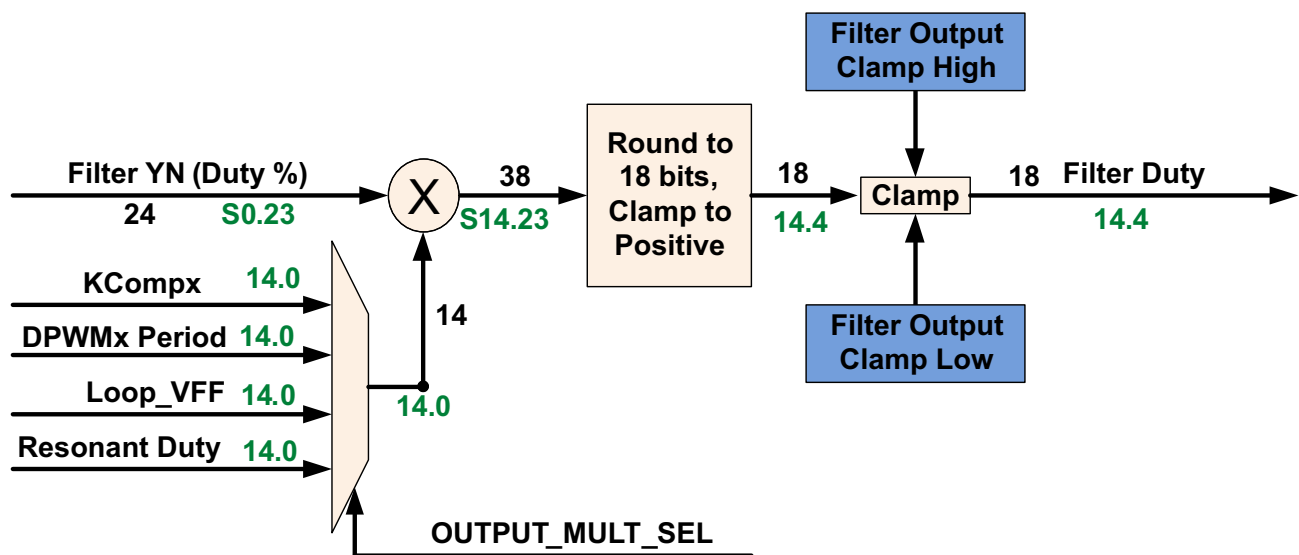 Filter Output
Clamp High
Filter YN (Duty %)
24
S0.23
X
38
S14.23
Round to
18 bits,
Clamp to
Positive
18
14.4
Clamp
18
Filter Duty
14.4
KCompx
14.0
DPWMx Period
14.0
Loop_VFF
14.0
Resonant Duty
14.0
14
14.0
Filter Output
Clamp Low
OUTPUT_MULT_SEL